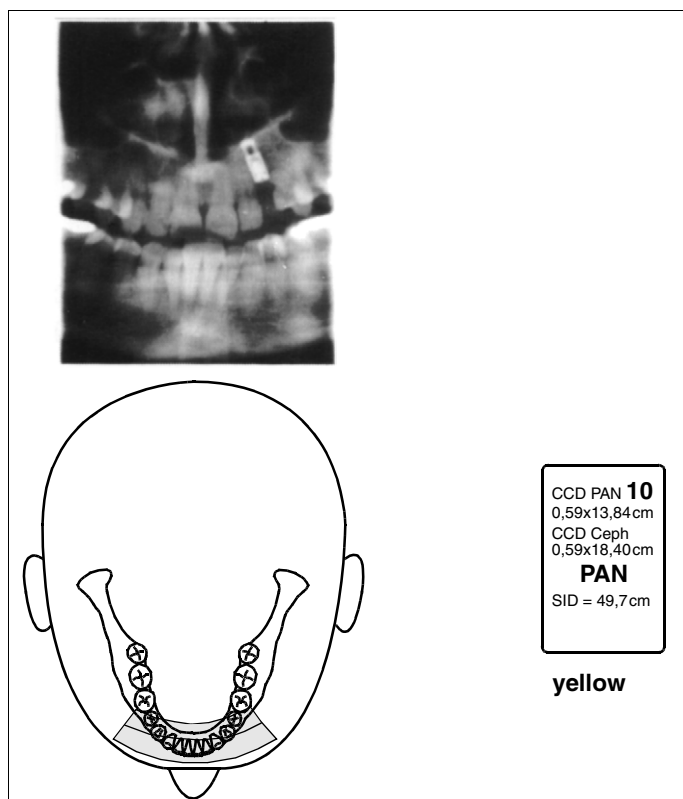 CCD PAN 10
0,59x13,84cm
CCD Ceph
0,59x18,40cm
PAN
SID = 49,7cm
yellow